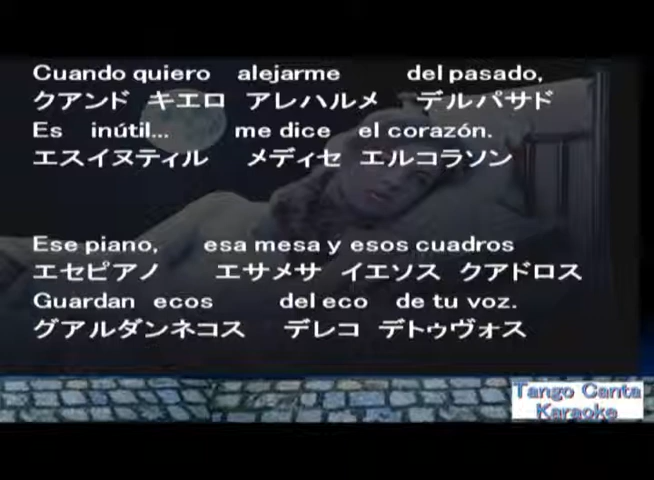 Cuando quiero alejarme del pasado,
クアンド キエロ アレハルメ デルパサド
Es inútil... me dice el corazón.
エスイヌティル メディセ エルコラソン
Ese piano, esa mesa y esos cuadros
エセピアノ エサメサ イエソス クアドロス
Guardan ecos del eco de tu voz.
グアルダンネコス デレコ デトゥヴォス
Tango Canta
Karaoke